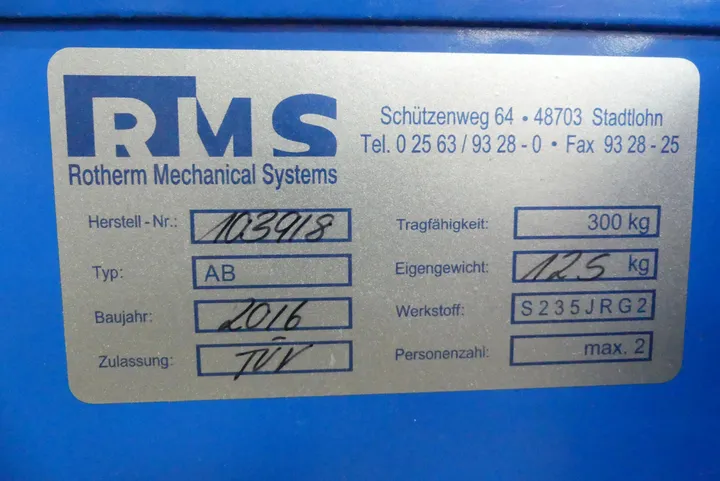 RMS
Rotherm Mechanical Systems
Schützenweg 64 • 48703 Stadtlohn
Tel. 0 25 63 / 93 28 - 0 • Fax 93 28 - 25
Herstell - Nr.: 103918
Typ: AB
Baujahr: 2016
Zulassung: TÜV
Tragfähigkeit: 300 kg
Eigengewicht: 125 kg
Werkstoff: S235JRG2
Personenzahl: max. 2